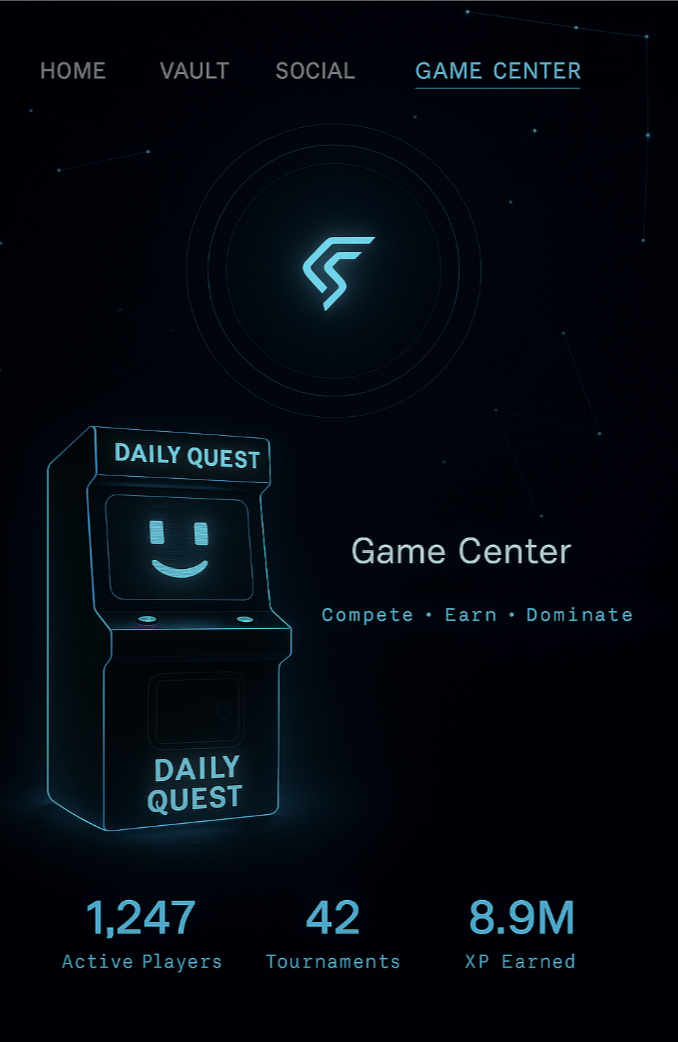 HOME VAULT SOCIAL GAME CENTER
DAILY QUEST
Game Center
Compete • Earn • Dominate
DAILY
QUEST
1,247 42 8.9M
Active Players Tournaments XP Earned